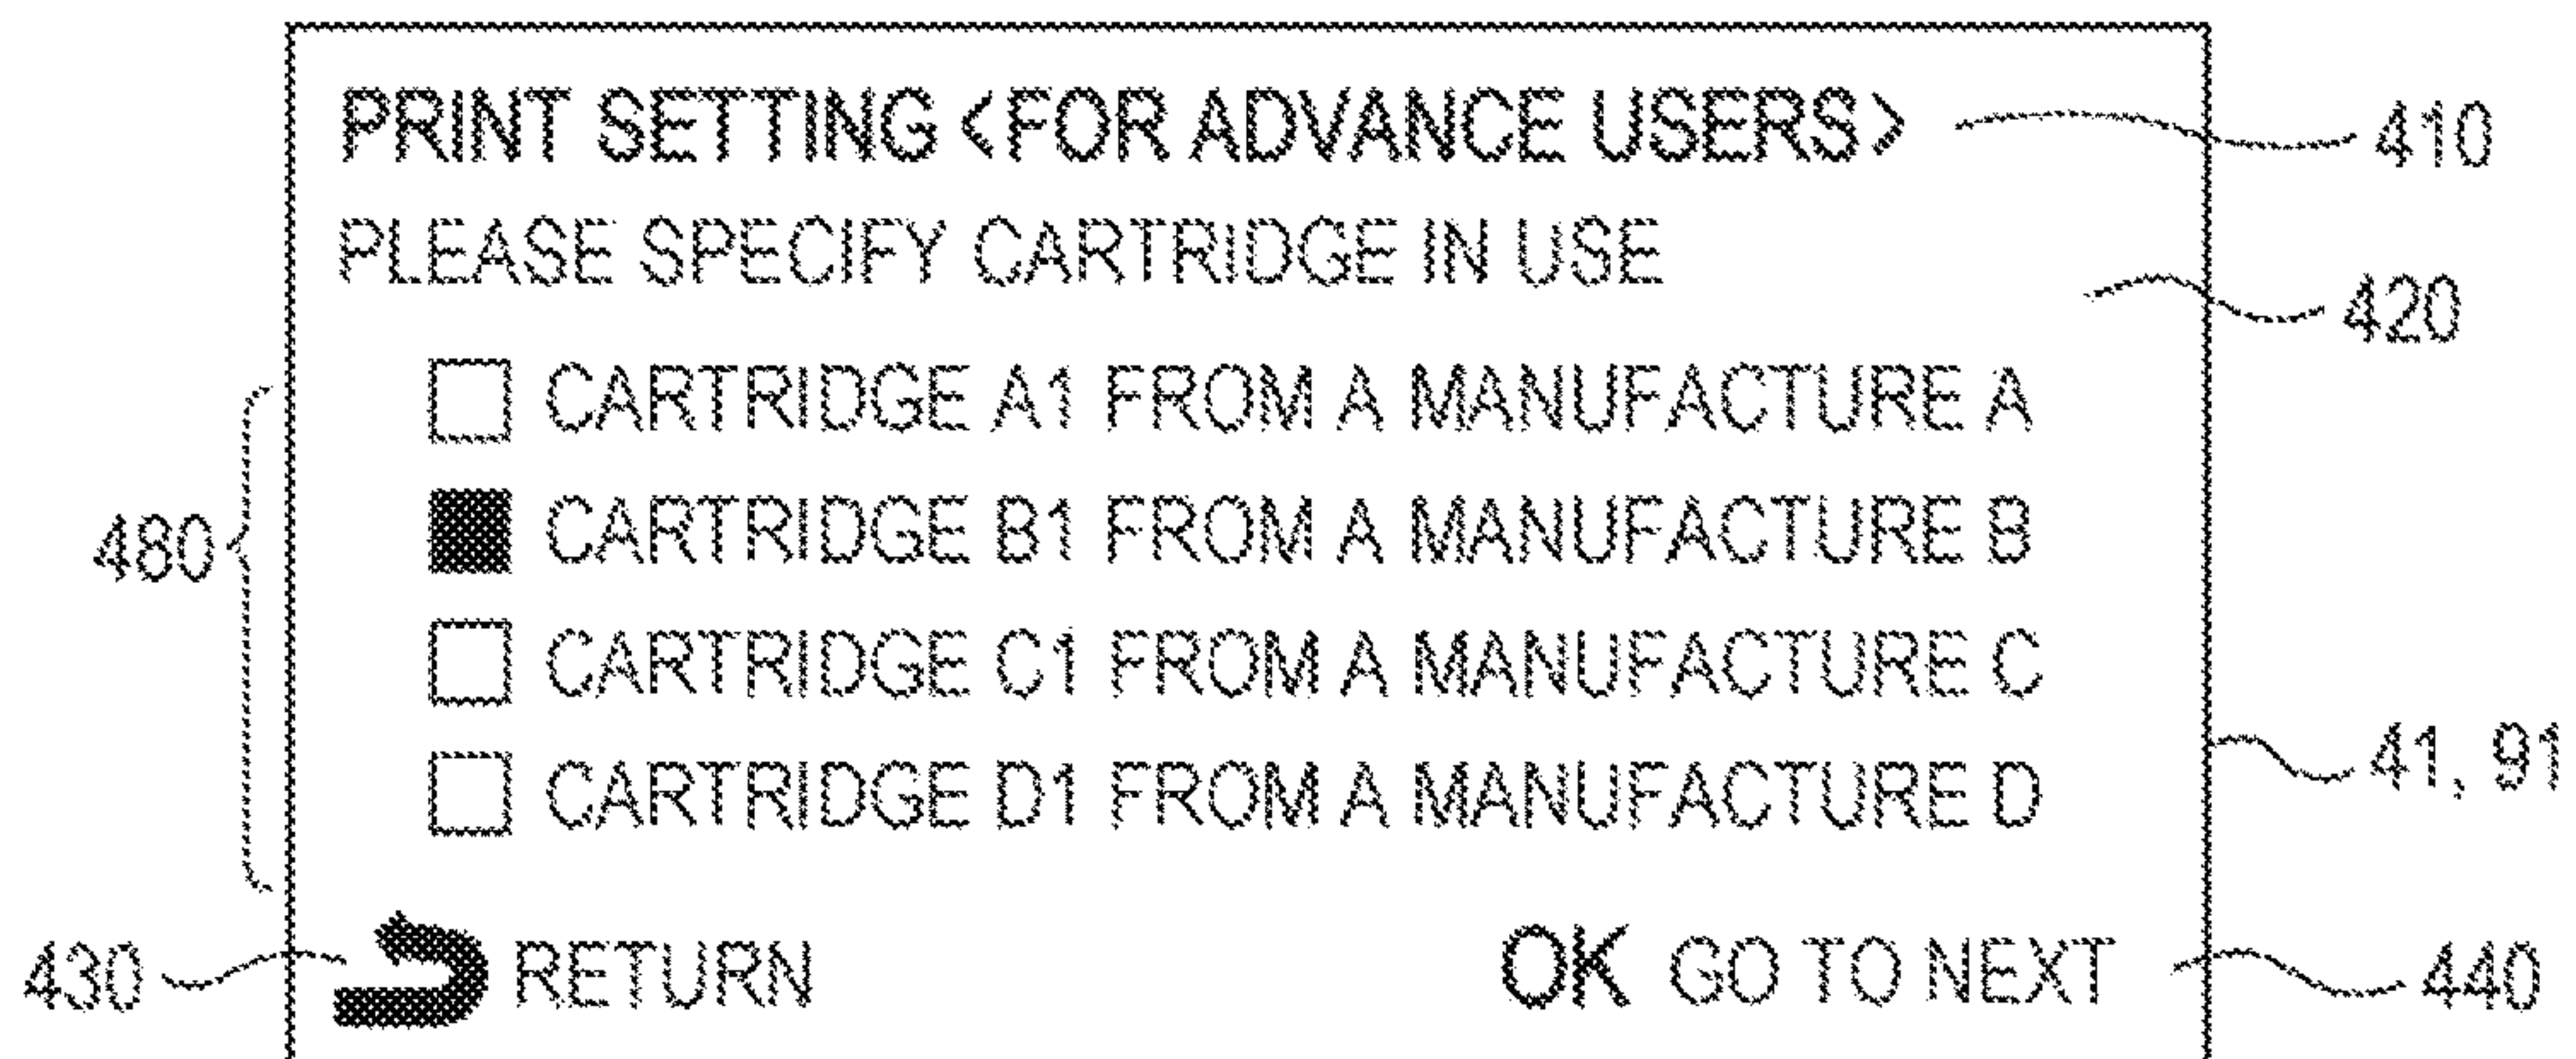 PRINT SETTING <FOR ADVANCE USERS>
410
PLEASE SPECIFY CARTRIDGE IN USE
420
CARTRIDGE A1 FROM A MANUFACTURE A
480
CARTRIDGE B1 FROM A MANUFACTURE B
CARTRIDGE C1 FROM A MANUFACTURE C
41, 91
CARTRIDGE D1 FROM A MANUFACTURE D
430
RETURN
OK GO TO NEXT
440